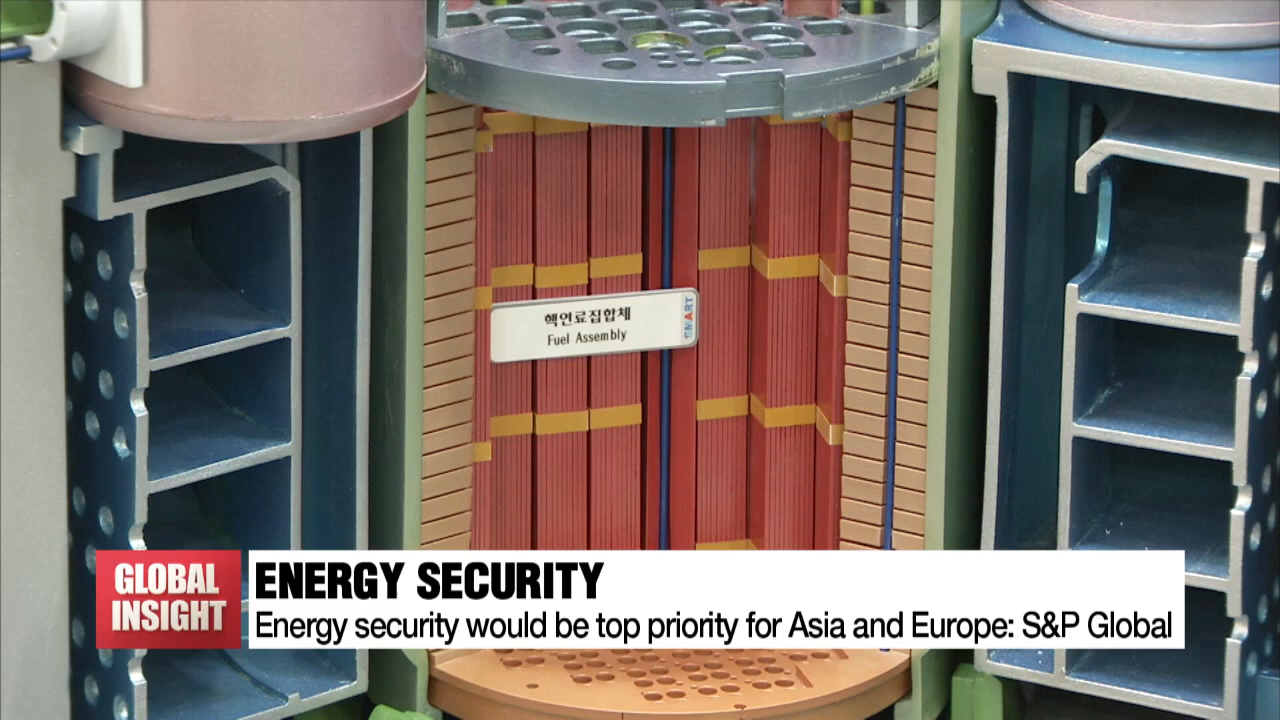 핵연료집합체
Fuel Assembly
SMART
GLOBAL
INSIGHT
ENERGY SECURITY
Energy security would be top priority for Asia and Europe: S&P Global